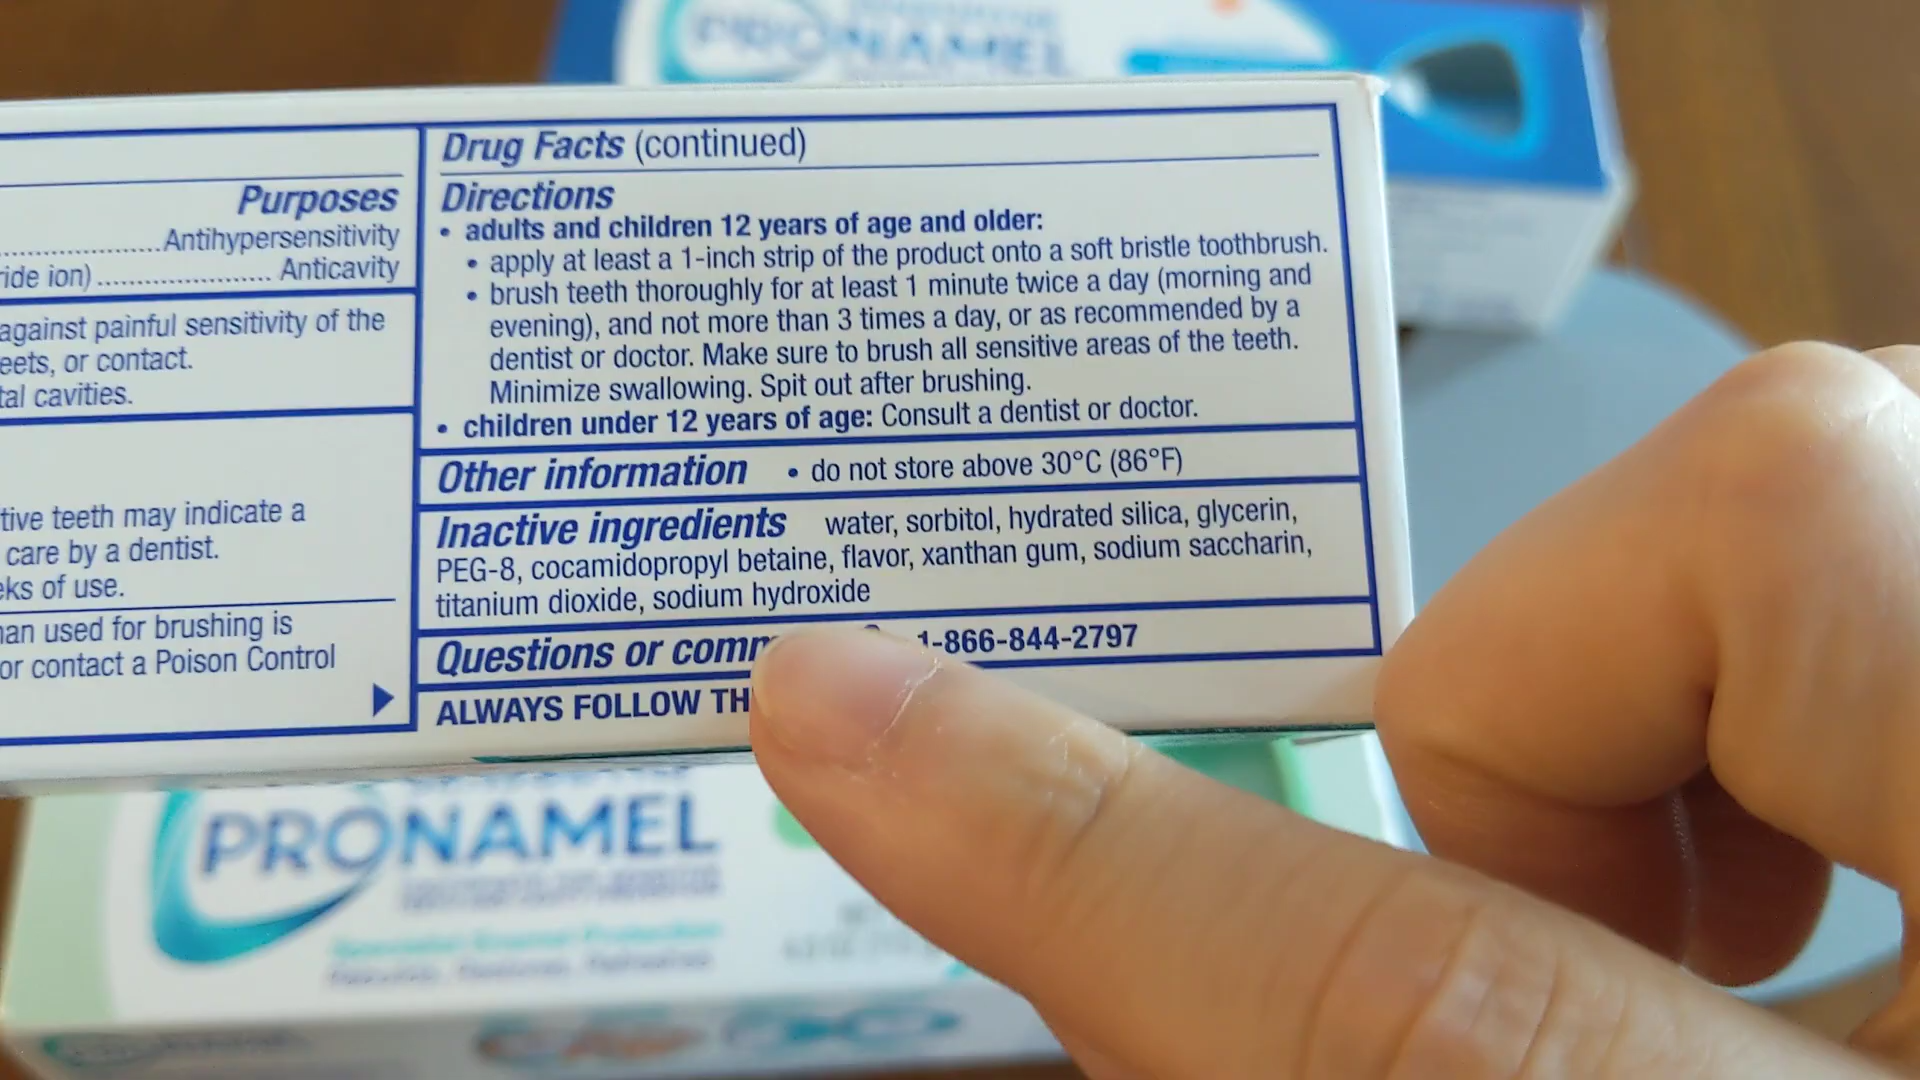 PRONAMEL
Purposes
Antihypersensitivity
ride ion) Anticavity
against painful sensitivity of the
eets, or contact.
tal cavities.
tive teeth may indicate a
care by a dentist.
eks of use.
an used for brushing is
or contact a Poison Control
Drug Facts (continued)
Directions
• adults and children 12 years of age and older:
• apply at least a 1-inch strip of the product onto a soft bristle toothbrush.
• brush teeth thoroughly for at least 1 minute twice a day (morning and
evening), and not more than 3 times a day, or as recommended by a
dentist or doctor. Make sure to brush all sensitive areas of the teeth.
Minimize swallowing. Spit out after brushing.
• children under 12 years of age: Consult a dentist or doctor.
Other information • do not store above 30°C (86°F)
Inactive ingredients water, sorbitol, hydrated silica, glycerin,
PEG-8, cocamidopropyl betaine, flavor, xanthan gum, sodium saccharin,
titanium dioxide, sodium hydroxide
Questions or comm 1-866-844-2797
ALWAYS FOLLOW TH
PRONAMEL